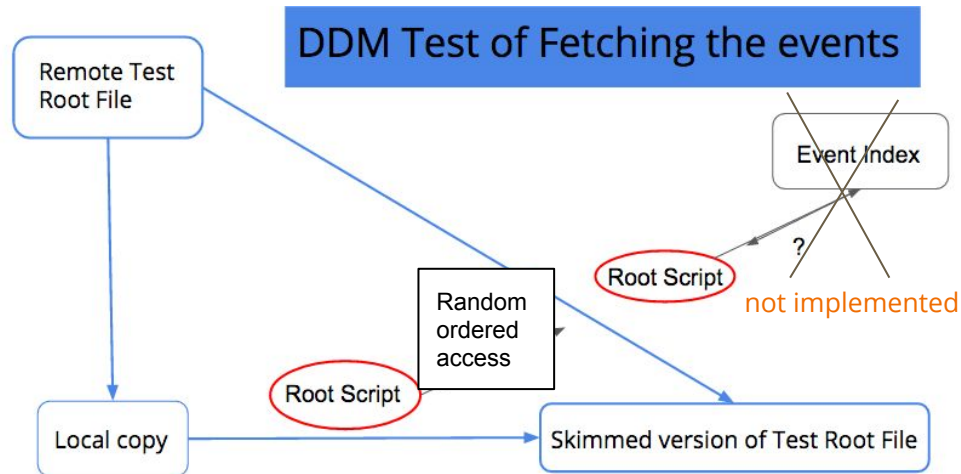 DDM Test of Fetching the events
Remote Test
Root File
Event Index
?
Root Script
not implemented
Random
ordered
access
Root Script
Local copy
Skimmed version of Test Root File